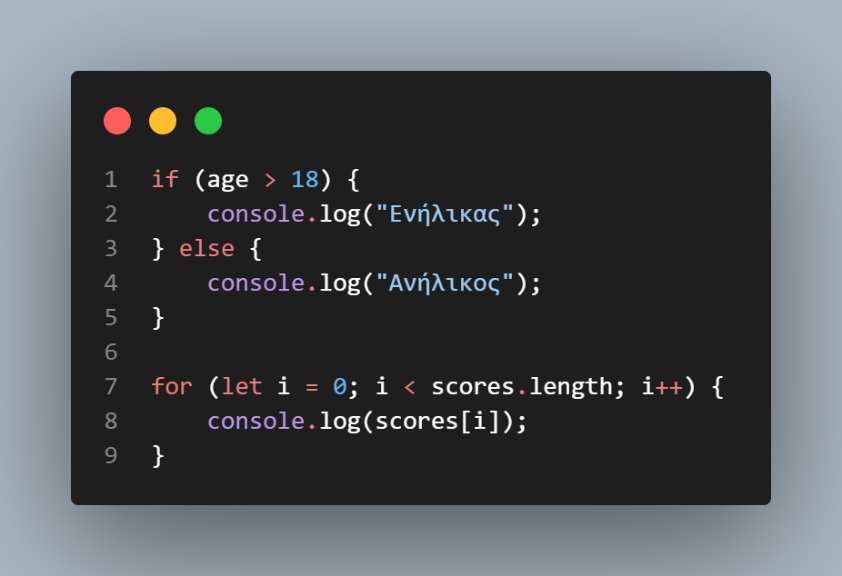 1 if (age > 18) {
2     console.log("Ενήλικας");
3 } else {
4     console.log("Ανήλικος");
5 }
6
7 for (let i = 0; i < scores.length; i++) {
8     console.log(scores[i]);
9 }